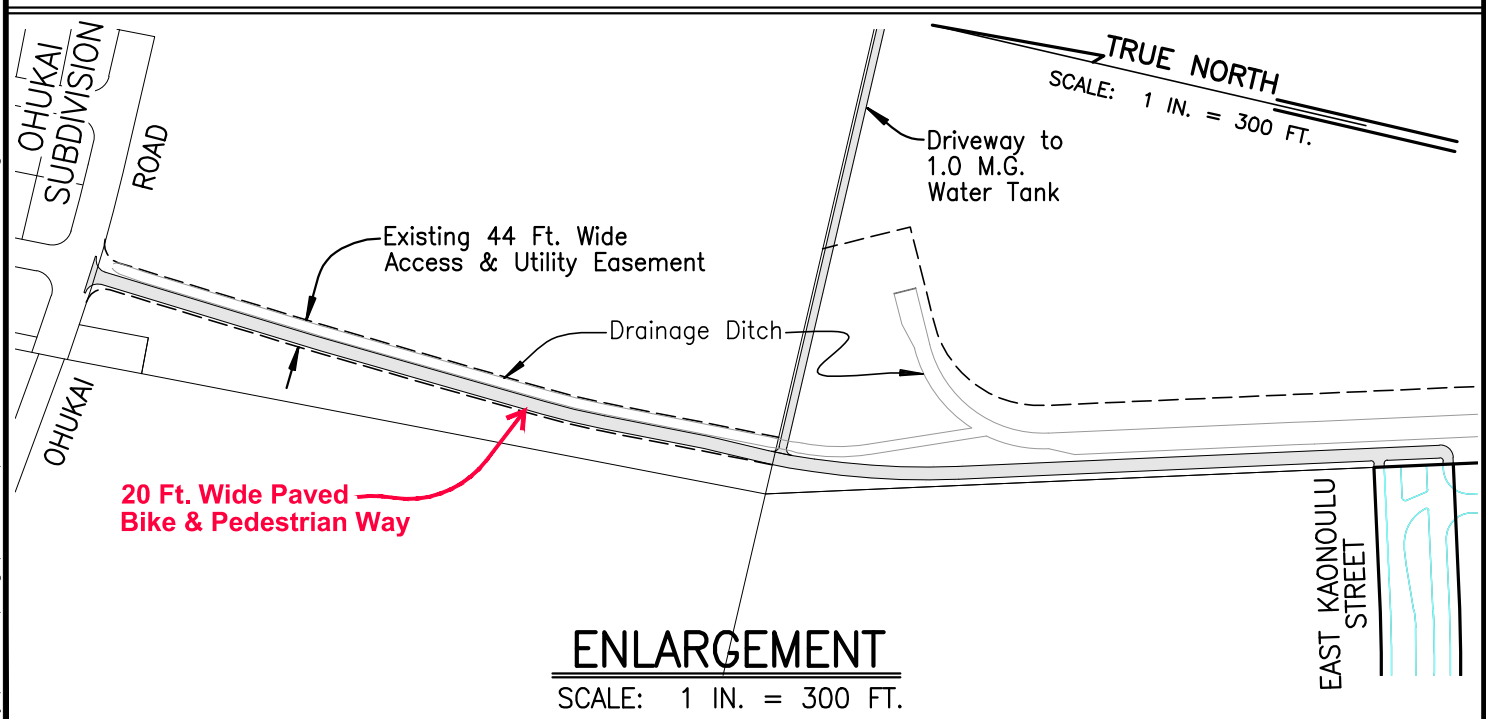 OHUKAI
SUBDIVISION
ROAD
TRUE NORTH
SCALE: 1 IN. = 300 FT.
Driveway to
1.0 M.G.
Water Tank
Existing 44 Ft. Wide
Access & Utility Easement
Drainage Ditch
OHUKAI
20 Ft. Wide Paved
Bike & Pedestrian Way
EAST KAONOULU
STREET
ENLARGEMENT
SCALE: 1 IN. = 300 FT.